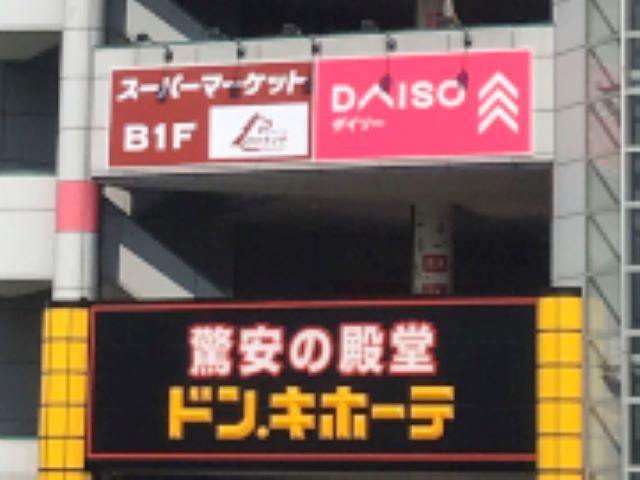 スーパーマーケット
B1F
DAISO
ダイソー
驚安の殿堂
ドン.キホーテ